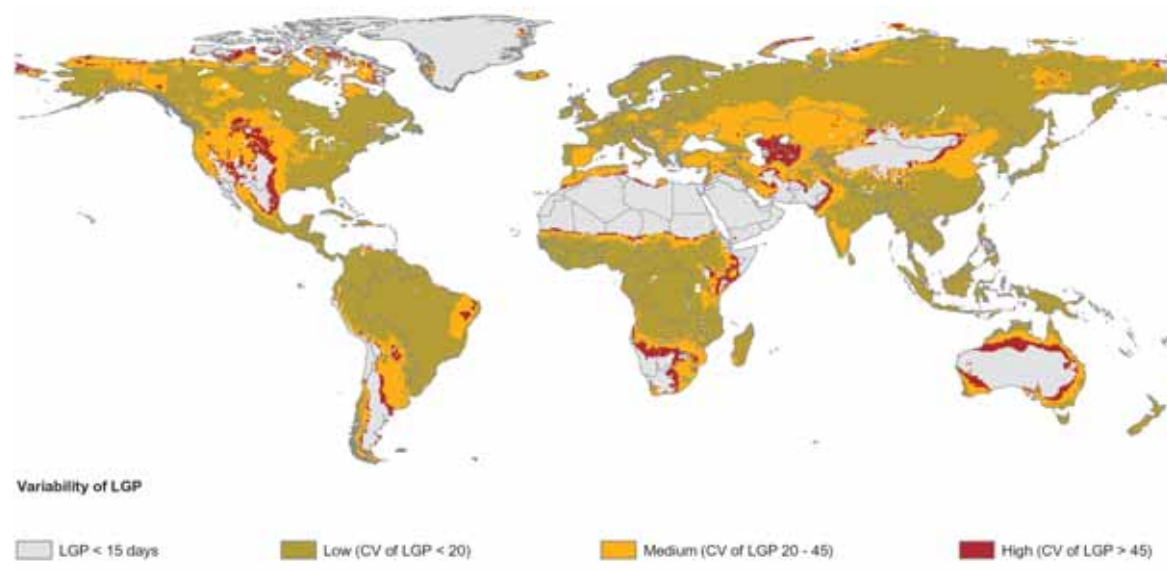 Variability of LGP
LGP < 15 days
Low (CV of LGP < 20)
Medium (CV of LGP 20 - 45)
High (CV of LGP > 45)